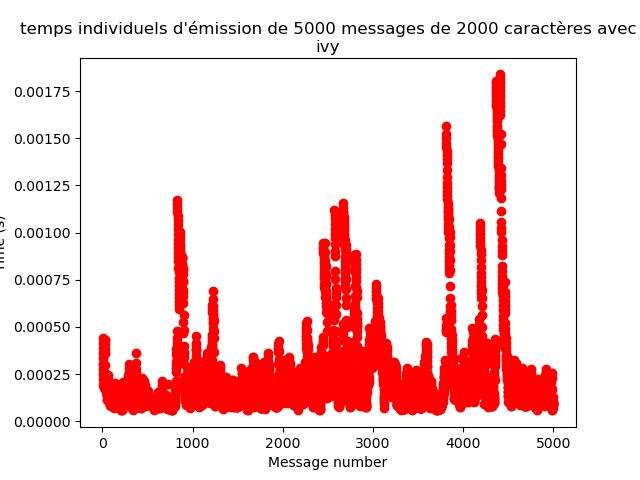 temps individuels d'émission de 5000 messages de 2000 caractères avec
ivy
0.00175
0.00150
0.00125
0.00100
0.00075
0.00050
0.00025
0.00000
Time (s)
0 1000 2000 3000 4000 5000
Message number